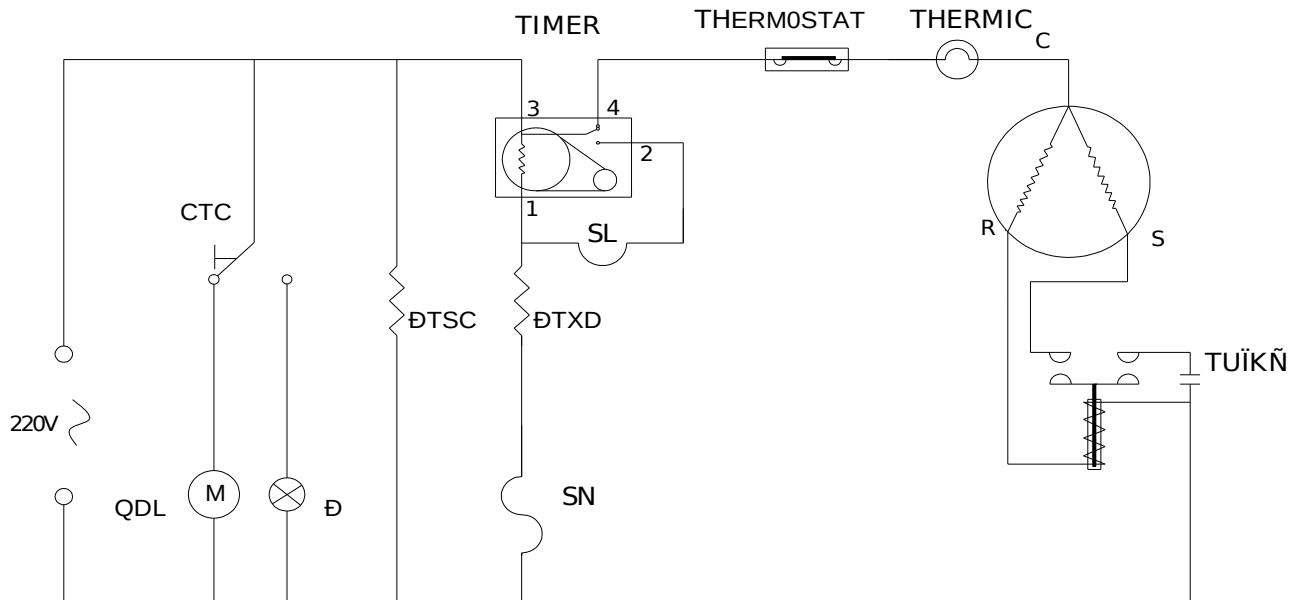 TIMER
THERM0STAT
THERMIC
C
3
4
2
1
CTC
SL
R
S
ĐTSC
ĐTXD
TUÏKÑ
220V
QDL
M
Đ
SN